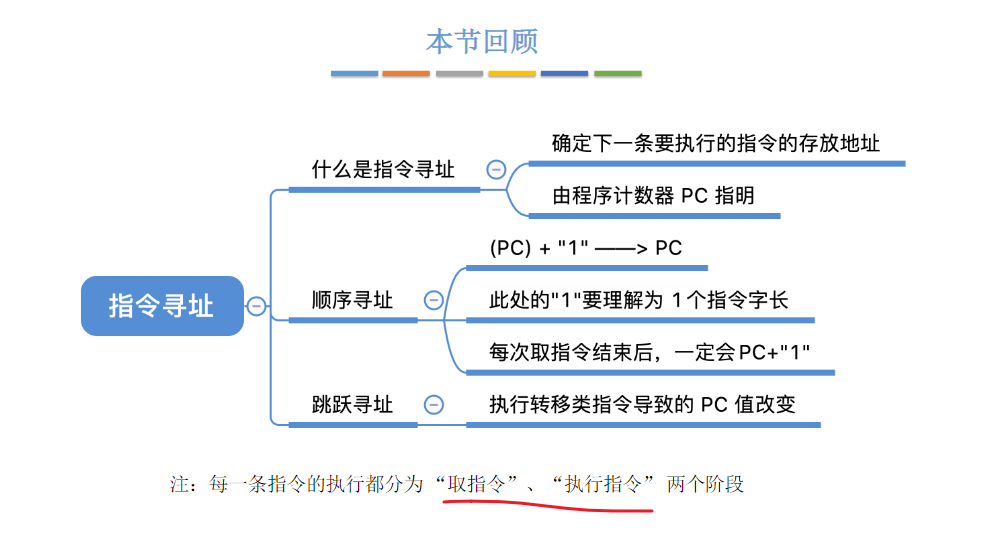 本节回顾
什么是指令寻址
确定下一条要执行的指令的存放地址
由程序计数器 PC 指明
指令寻址
顺序寻址
(PC) + "1" ——> PC
此处的"1"要理解为 1个指令字长
每次取指令结束后，一定会PC+"1"
跳跃寻址
执行转移类指令导致的 PC 值改变
注：每一条指令的执行都分为 “取指令”、“执行指令” 两个阶段